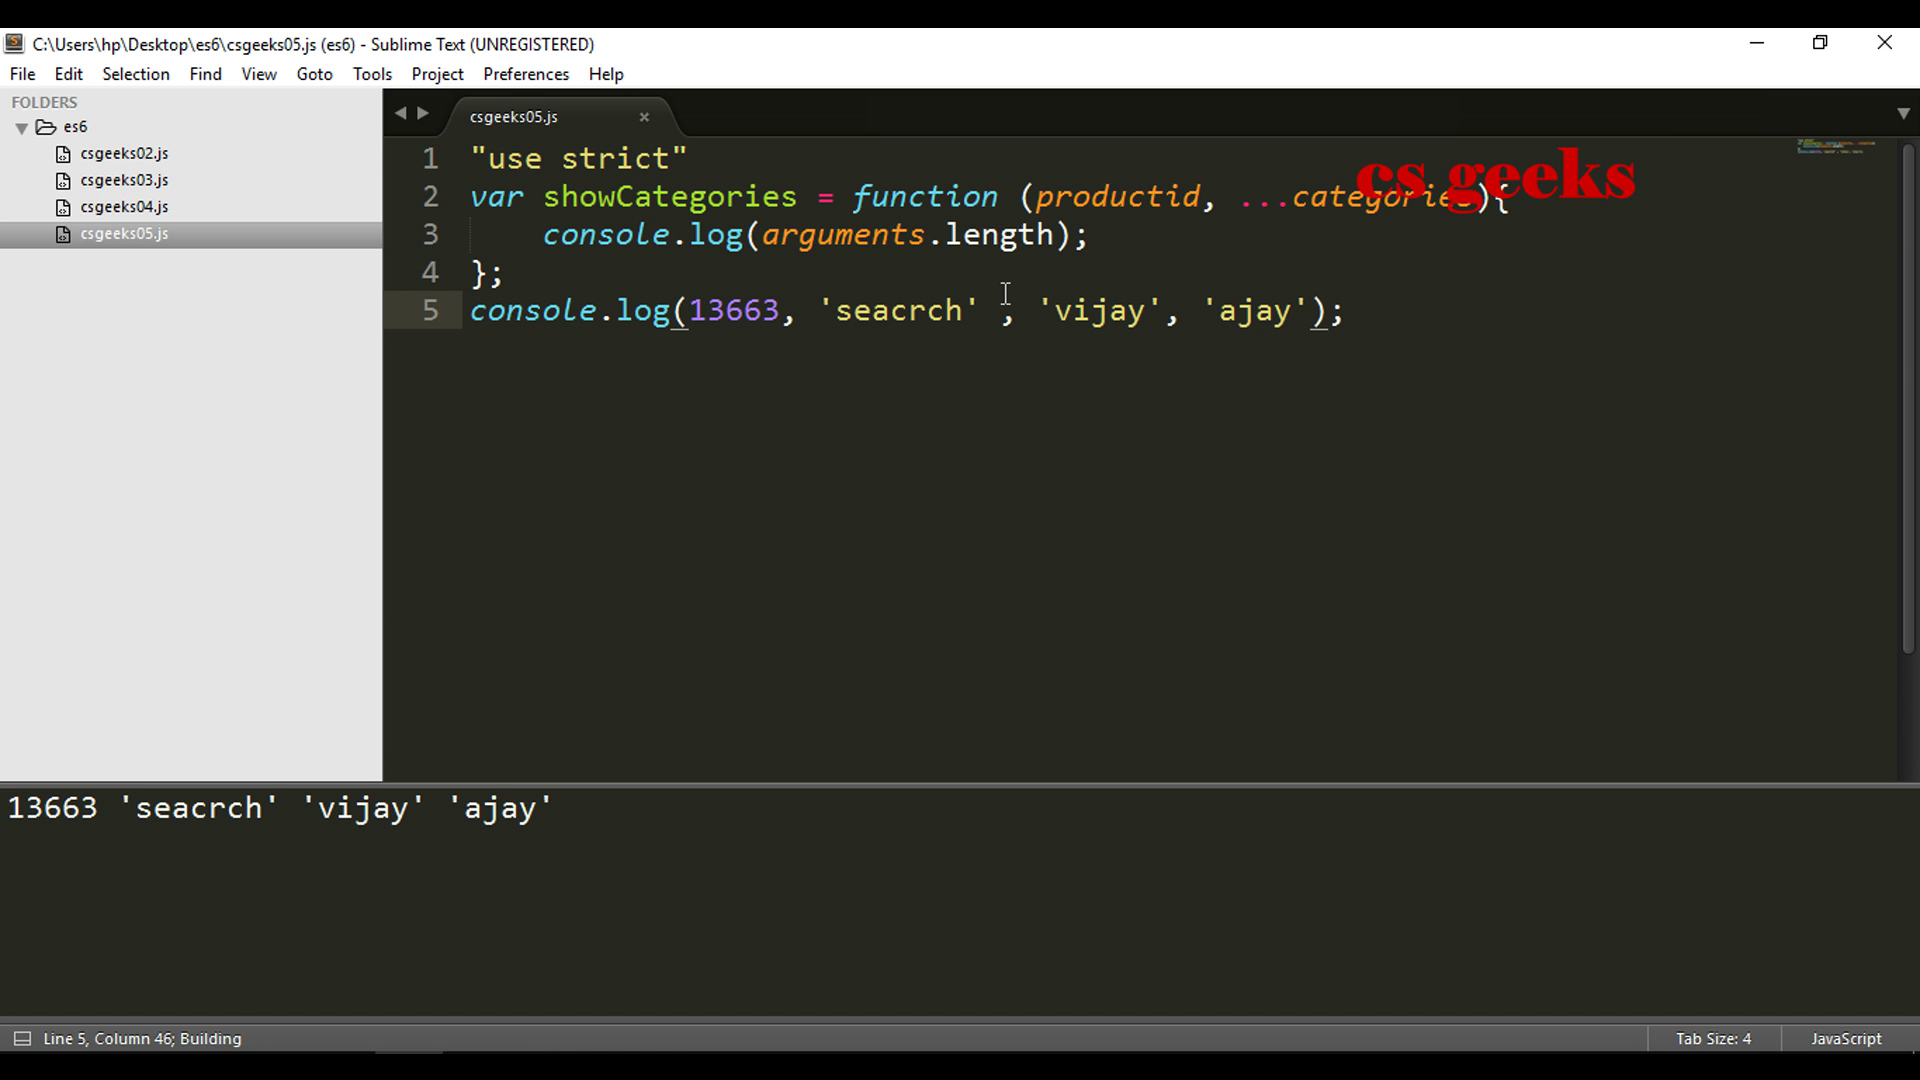 C:\Users\hp\Desktop\es6\csgeeks05.js (es6) - Sublime Text (UNREGISTERED)
File Edit Selection Find View Goto Tools Project Preferences Help
FOLDERS
es6
csgeeks02.js
csgeeks03.js
csgeeks04.js
csgeeks05.js
csgeeks05.js
cs geeks
1 "use strict"
2 var showCategories = function (productid, ...categories){
3 console.log(arguments.length);
4 };
5 console.log(13663, 'seacrch' , 'vijay', 'ajay');
13663 'seacrch' 'vijay' 'ajay'
Line 5, Column 46; Building
Tab Size: 4
JavaScript